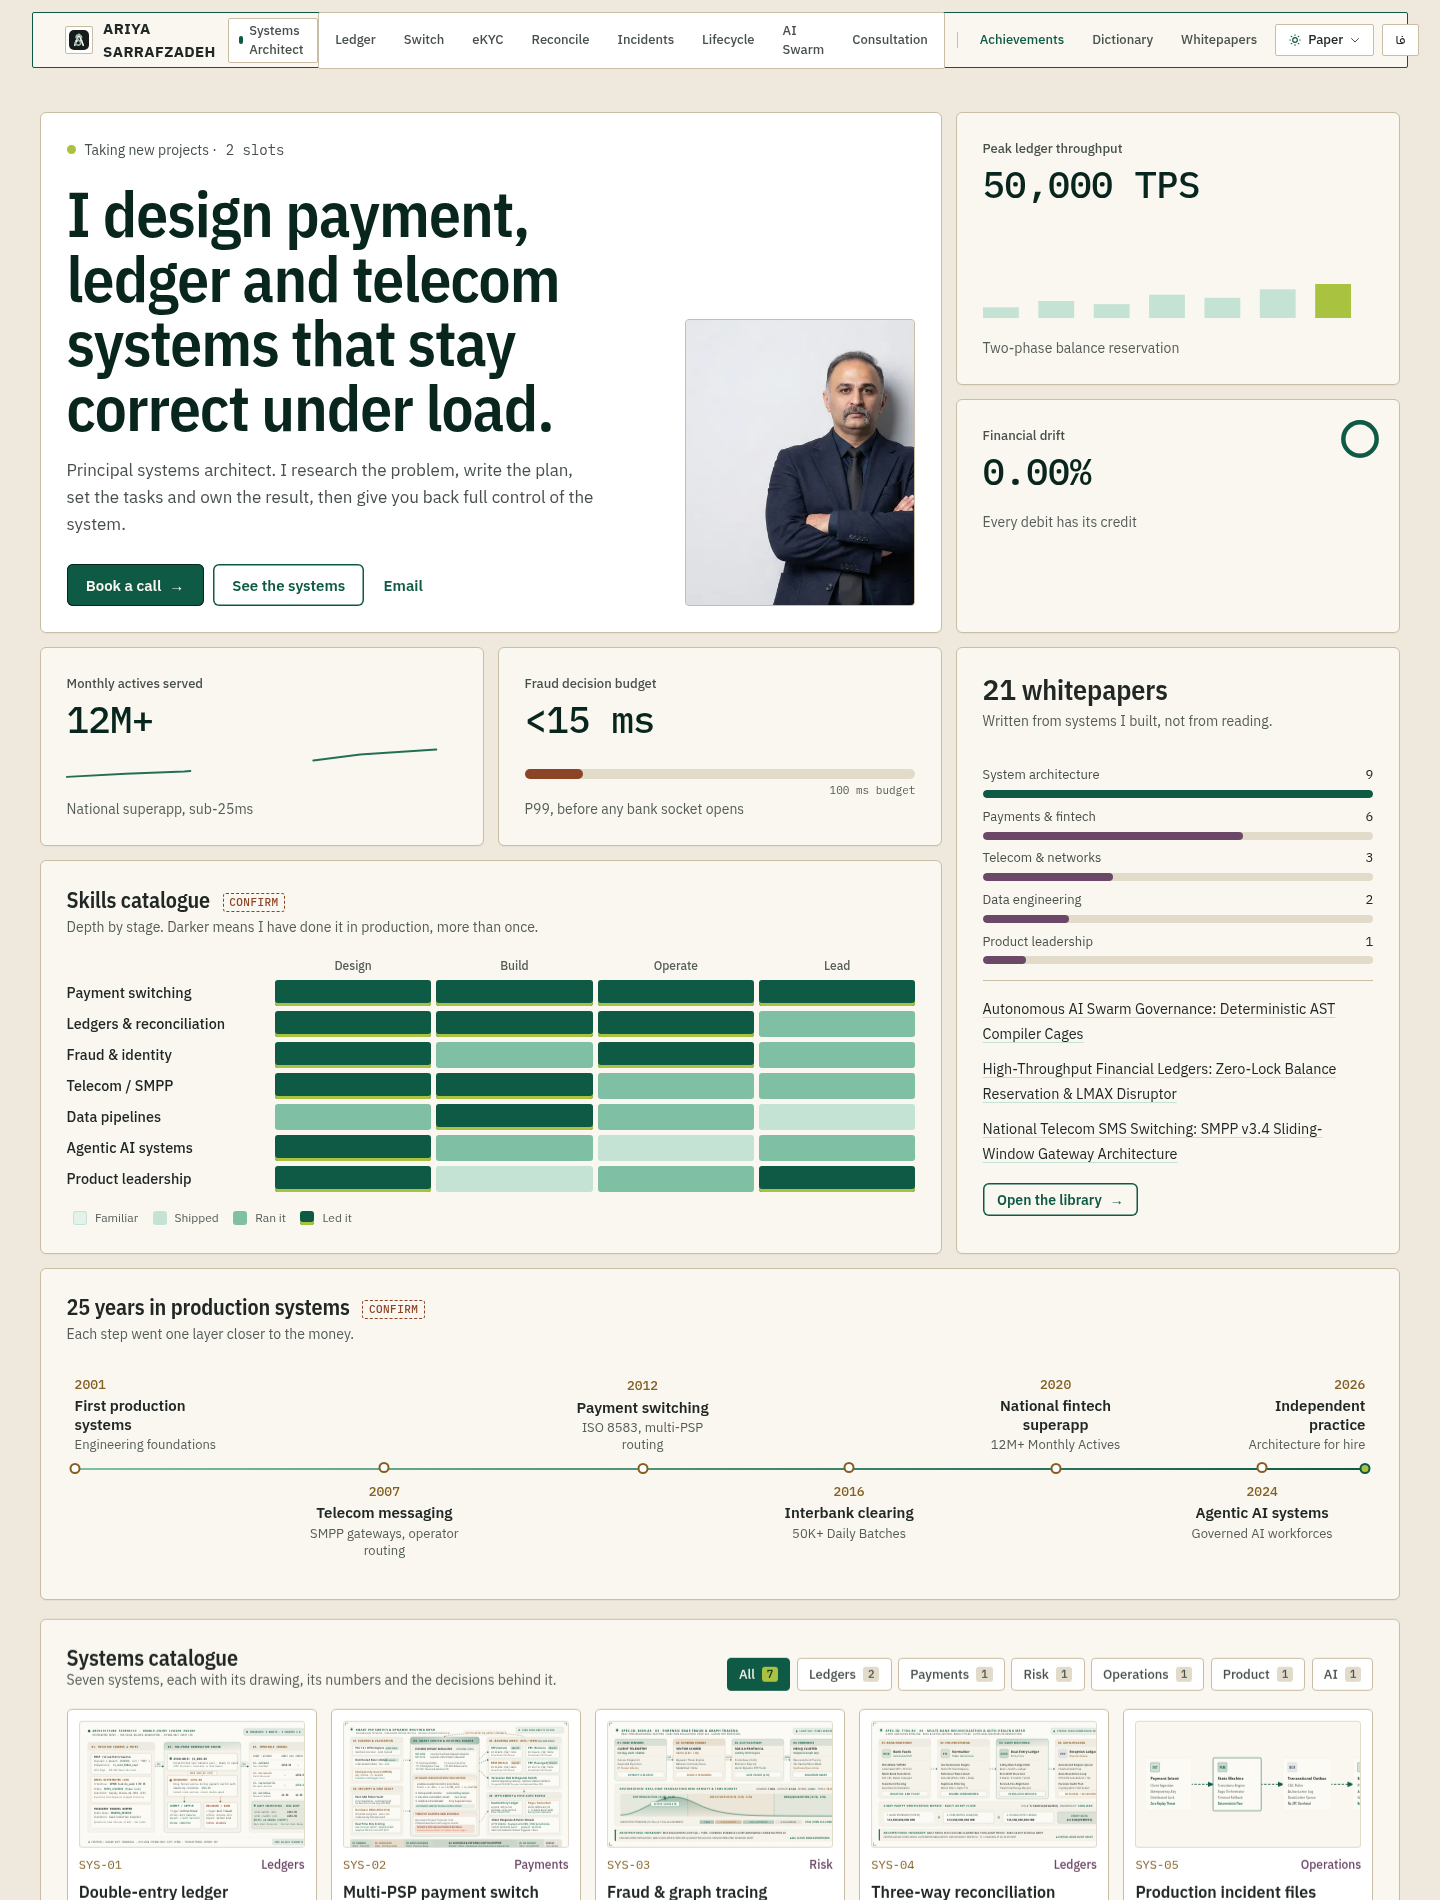 ARIYA
SARRAFZADEH
Systems
Architect
Ledger
Switch
eKYC
Reconcile
Incidents
Lifecycle
AI
Swarm
Consultation
Achievements
Dictionary
Whitepapers
Paper
فا
Taking new projects · 2 slots
I design payment,
ledger and telecom
systems that stay
correct under load.
Principal systems architect. I research the problem, write the plan,
set the tasks and own the result, then give you back full control of the
system.
Book a call →
See the systems
Email
Peak ledger throughput
50,000 TPS
Two-phase balance reservation
Financial drift
0.00%
Every debit has its credit
Monthly actives served
12M+
National superapp, sub-25ms
Fraud decision budget
<15 ms
100 ms budget
P99, before any bank socket opens
21 whitepapers
Written from systems I built, not from reading.
System architecture 9
Payments & fintech 6
Telecom & networks 3
Data engineering 2
Product leadership 1
Autonomous AI Swarm Governance: Deterministic AST
Compiler Cages
High-Throughput Financial Ledgers: Zero-Lock Balance
Reservation & LMAX Disruptor
National Telecom SMS Switching: SMPP v3.4 Sliding-
Window Gateway Architecture
Open the library →
Skills catalogue CONFIRM
Depth by stage. Darker means I have done it in production, more than once.
Design Build Operate Lead
Payment switching
Ledgers & reconciliation
Fraud & identity
Telecom / SMPP
Data pipelines
Agentic AI systems
Product leadership
Familiar Shipped Ran it Led it
25 years in production systems CONFIRM
Each step went one layer closer to the money.
2001
First production
systems
Engineering foundations
2007
Telecom messaging
SMPP gateways, operator
routing
2012
Payment switching
ISO 8583, multi-PSP
routing
2016
Interbank clearing
50K+ Daily Batches
2020
National fintech
superapp
12M+ Monthly Actives
2024
Agentic AI systems
Governed AI workforces
2026
Independent
practice
Architecture for hire
Systems catalogue
Seven systems, each with its drawing, its numbers and the decisions behind it.
All 7
Ledgers 2
Payments 1
Risk 1
Operations 1
Product 1
AI 1
SYS-01 Ledgers
Double-entry ledger
SYS-02 Payments
Multi-PSP payment switch
SYS-03 Risk
Fraud & graph tracing
SYS-04 Ledgers
Three-way reconciliation
SYS-05 Operations
Production incident files